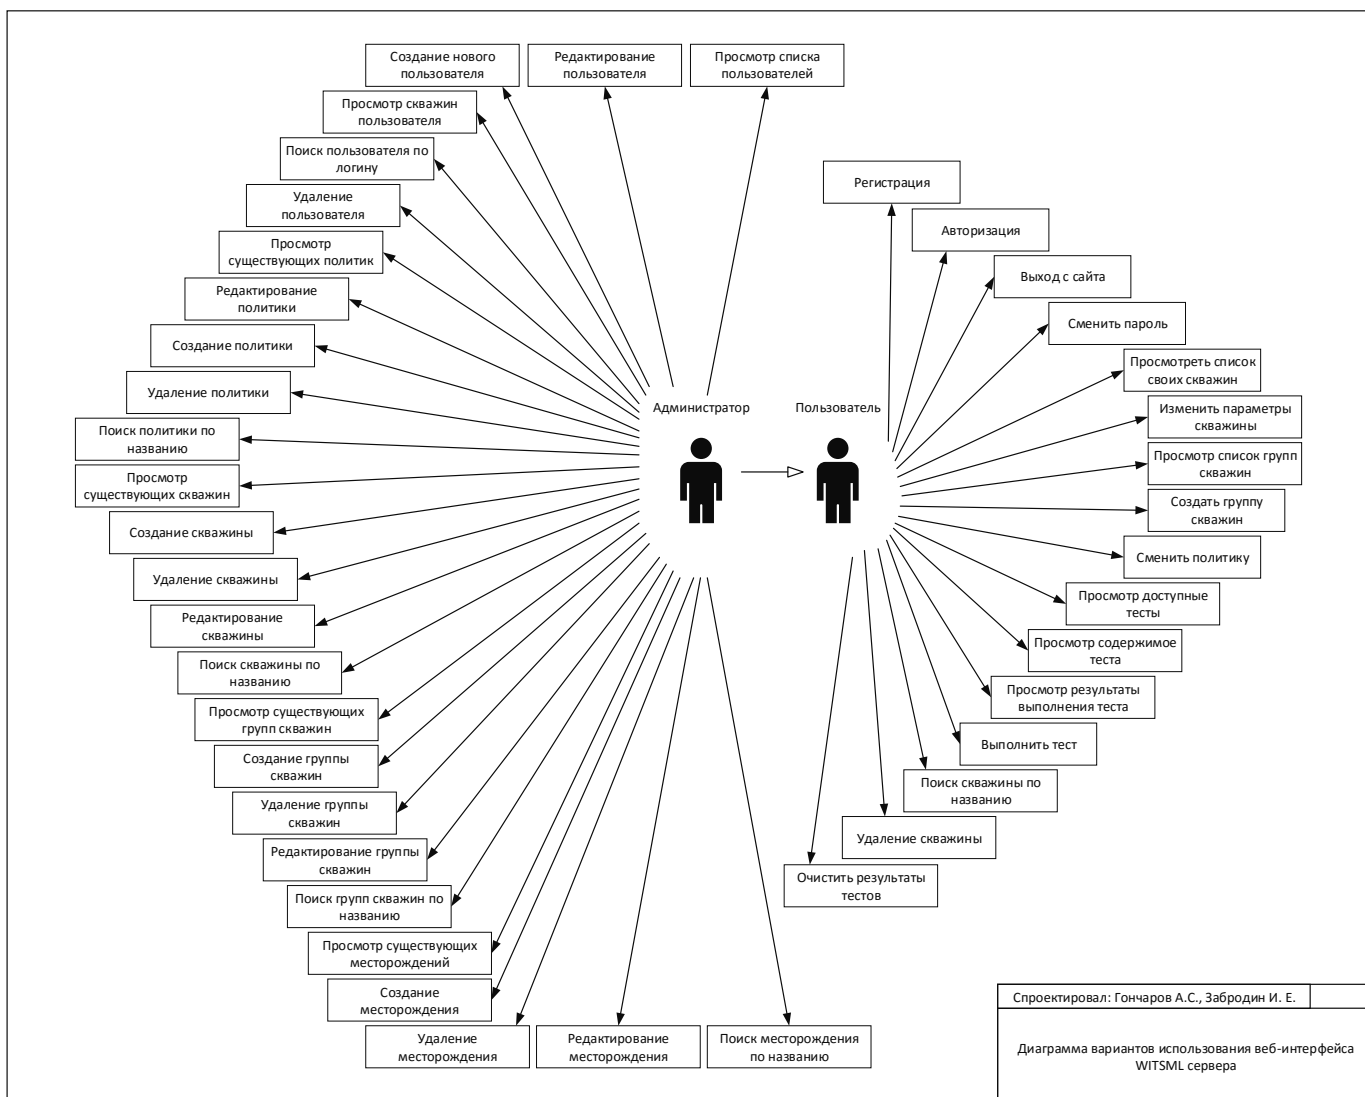 Создание нового
пользователя
Редактирование
пользователя
Просмотр списка
пользователей
Просмотр скважин
пользователя
Поиск пользователя по
логину
Удаление
пользователя
Просмотр
существующих политик
Редактирование
политики
Создание политики
Удаление политики
Поиск политики по
названию
Просмотр
существующих скважин
Создание скважины
Удаление скважины
Редактирование
скважины
Поиск скважины по
названию
Просмотр существующих
групп скважин
Создание группы
скважин
Удаление группы
скважин
Редактирование группы
скважин
Поиск групп скважин по
названию
Просмотр существующих
месторождений
Создание
месторождения
Удаление
месторождения
Редактирование
месторождения
Поиск месторождения
по названию
Администратор
Пользователь
Регистрация
Авторизация
Выход с сайта
Сменить пароль
Просмотреть список
своих скважин
Изменить параметры
скважины
Просмотр список групп
скважин
Создать группу
скважин
Сменить политику
Просмотр доступные
тесты
Просмотр содержимое
теста
Просмотр результаты
выполнения теста
Выполнить тест
Поиск скважины по
названию
Удаление скважины
Очистить результаты
тестов
Спроектировал: Гончаров А.С., Забродин И. Е.
Диаграмма вариантов использования веб-интерфейса
WITSML сервера